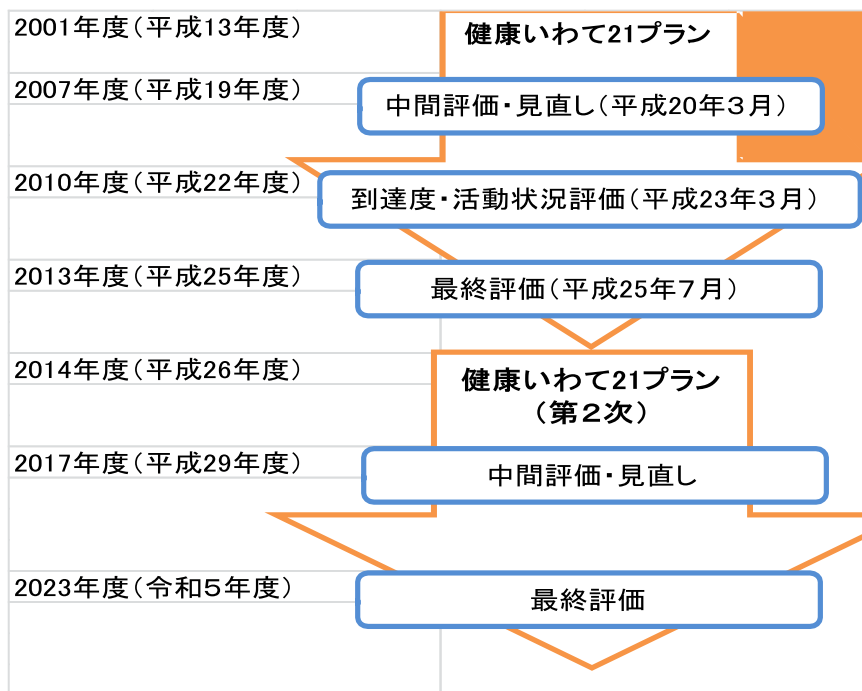 2001年度（平成13年度）
健康いわて21プラン
2007年度（平成19年度）
中間評価・見直し（平成20年３月）
2010年度（平成22年度）
到達度・活動状況評価（平成23年３月）
2013年度（平成25年度）
最終評価（平成25年７月）
2014年度（平成26年度）
健康いわて21プラン
（第２次）
2017年度（平成29年度）
中間評価・見直し
2023年度（令和５年度）
最終評価